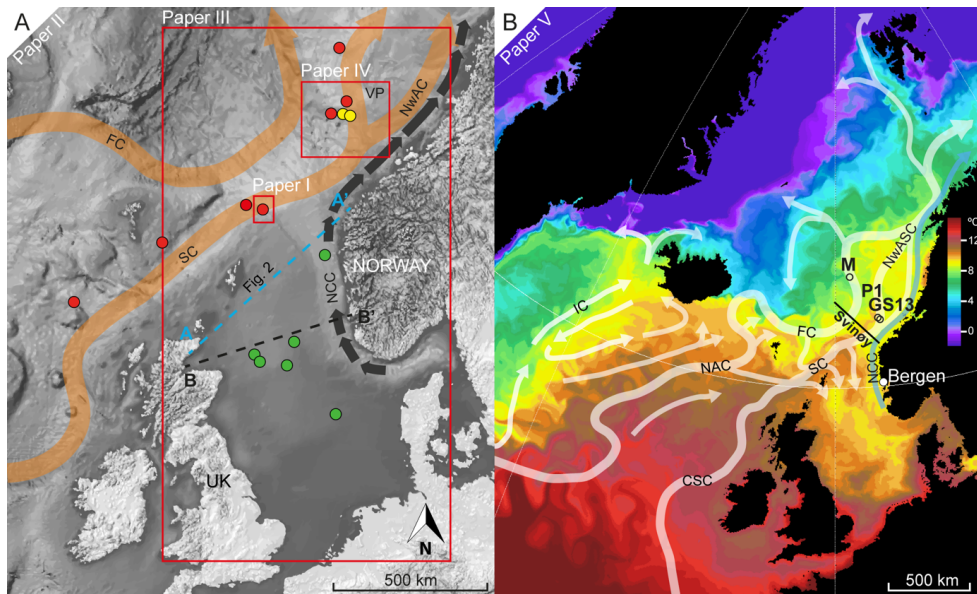 A
Paper II
Paper III
Paper IV
VP
NwAC
FC
Paper I
A'
SC
Fig. 2
NCC
NORWAY
A
B'
B
UK
N
500 km
B
Paper V
°C
12
8
4
0
NwASC
M
P1
GS13
Svinøy
IC
FC
NAC
SC
NCC
Bergen
CSC
500 km